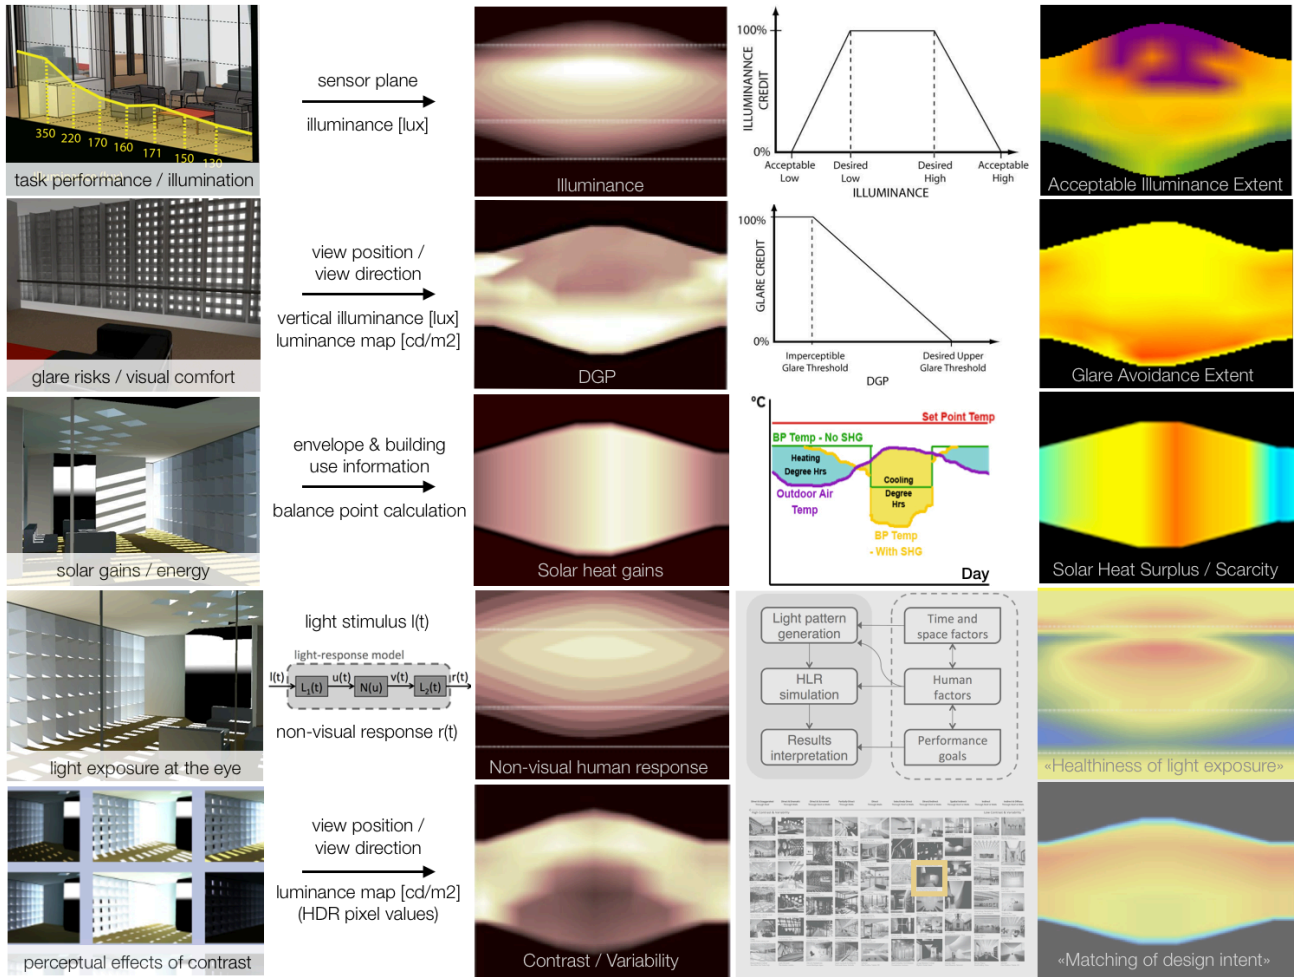 350
220
170
160
171
150
130
task performance / illumination
sensor plane
illuminance [lux]
Illuminance
ILLUMINANNCE
CREDIT
100%
0%
Acceptable
Low
Desired
Low
Desired
High
Acceptable
High
ILLUMINANCE
Acceptable Illuminance Extent
glare risks / visual comfort
view position /
view direction
vertical illuminance [lux]
luminance map [cd/m2]
DGP
GLARE CREDIT
100%
0%
Imperceptible
Glare Threshold
Desired Upper
Glare Threshold
DGP
Glare Avoidance Extent
solar gains / energy
envelope & building
use information
balance point calculation
Solar heat gains
°C
Set Point Temp
BP Temp - No SHG
Heating
Degree Hrs
Cooling
Degree
Hrs
Outdoor Air
Temp
BP Temp
- With SHG
Day
Solar Heat Surplus / Scarcity
light exposure at the eye
light stimulus l(t)
light-response model
l(t)
L1(t)
u(t)
N(u)
v(t)
L2(t)
r(t)
non-visual response r(t)
Non-visual human response
Light pattern
generation
Time and
space factors
HLR
simulation
Human
factors
Results
interpretation
Performance
goals
«Healthiness of light exposure»
perceptual effects of contrast
view position /
view direction
luminance map [cd/m2]
(HDR pixel values)
Contrast / Variability
«Matching of design intent»